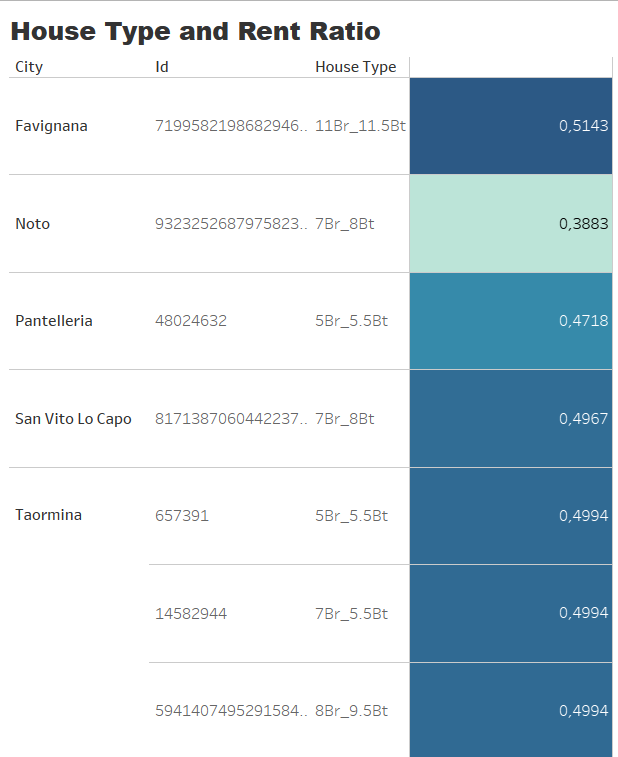 House Type and Rent Ratio
City Id House Type
Favignana 7199582198682946.. 11Br_11.5Bt 0,5143
Noto 9323252687975823.. 7Br_8Bt 0,3883
Pantelleria 48024632 5Br_5.5Bt 0,4718
San Vito Lo Capo 8171387060442237.. 7Br_8Bt 0,4967
Taormina 657391 5Br_5.5Bt 0,4994
14582944 7Br_5.5Bt 0,4994
5941407495291584.. 8Br_9.5Bt 0,4994